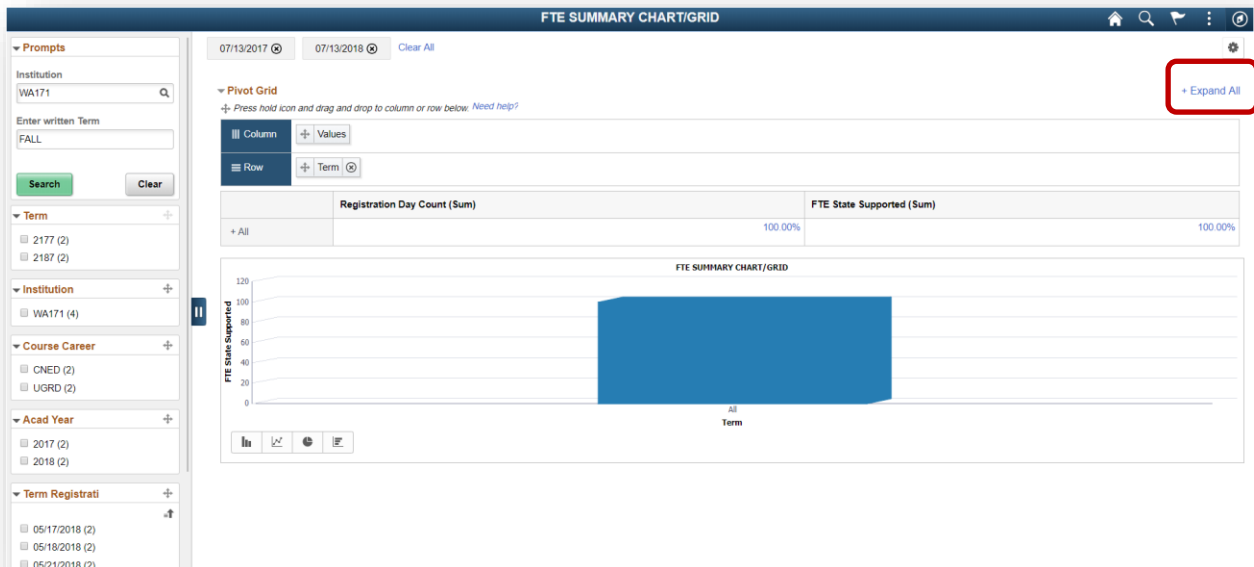 FTE SUMMARY CHART/GRID
Prompts
Institution
WA171
Enter written Term
FALL
Search Clear
Term
2177 (2)
2187 (2)
Institution
WA171 (4)
Course Career
CNED (2)
UGRD (2)
Acad Year
2017 (2)
2018 (2)
Term Registrati
05/17/2018 (2)
05/18/2018 (2)
05/21/2018 (2)
07/13/2017 07/13/2018 Clear All
Pivot Grid
+ Expand All
Press hold icon and drag and drop to column or row below. Need help?
Column Values
Row Term
Registration Day Count (Sum) FTE State Supported (Sum)
+ All 100.00% 100.00%
FTE SUMMARY CHART/GRID
FTE State Supported
120
100
80
60
40
20
0
All
Term